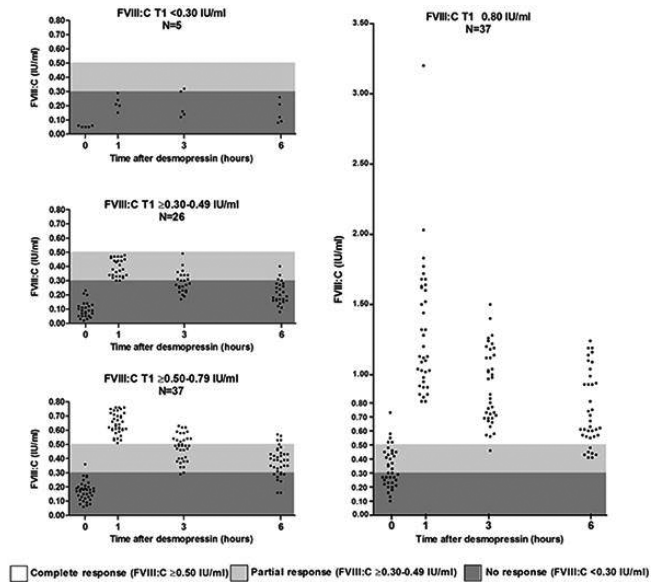 FVIII:C T1 <0.30 IU/ml
N=5
FVIII:C (IU/ml)
0.80
0.70
0.60
0.50
0.40
0.30
0.20
0.10
0.00
0 1 3 6
Time after desmopressin (hours)
FVIII:C T1 ≥0.30-0.49 IU/ml
N=26
FVIII:C (IU/ml)
0.80
0.70
0.60
0.50
0.40
0.30
0.20
0.10
0.00
0 1 3 6
Time after desmopressin (hours)
FVIII:C T1 ≥0.50-0.79 IU/ml
N=37
FVIII:C (IU/ml)
0.80
0.70
0.60
0.50
0.40
0.30
0.20
0.10
0.00
0 1 3 6
Time after desmopressin (hours)
FVIII:C T1 0.80 IU/ml
N=37
FVIII:C (IU/ml)
3.50
3.00
2.50
2.00
1.50
1.00
0.80
0.70
0.60
0.50
0.40
0.30
0.20
0.10
0.00
0 1 3 6
Time after desmopressin (hours)
Complete response (FVIII:C ≥0.50 IU/ml) Partial response (FVIII:C ≥0.30-0.49 IU/ml) No response (FVIII:C <0.30 IU/ml)